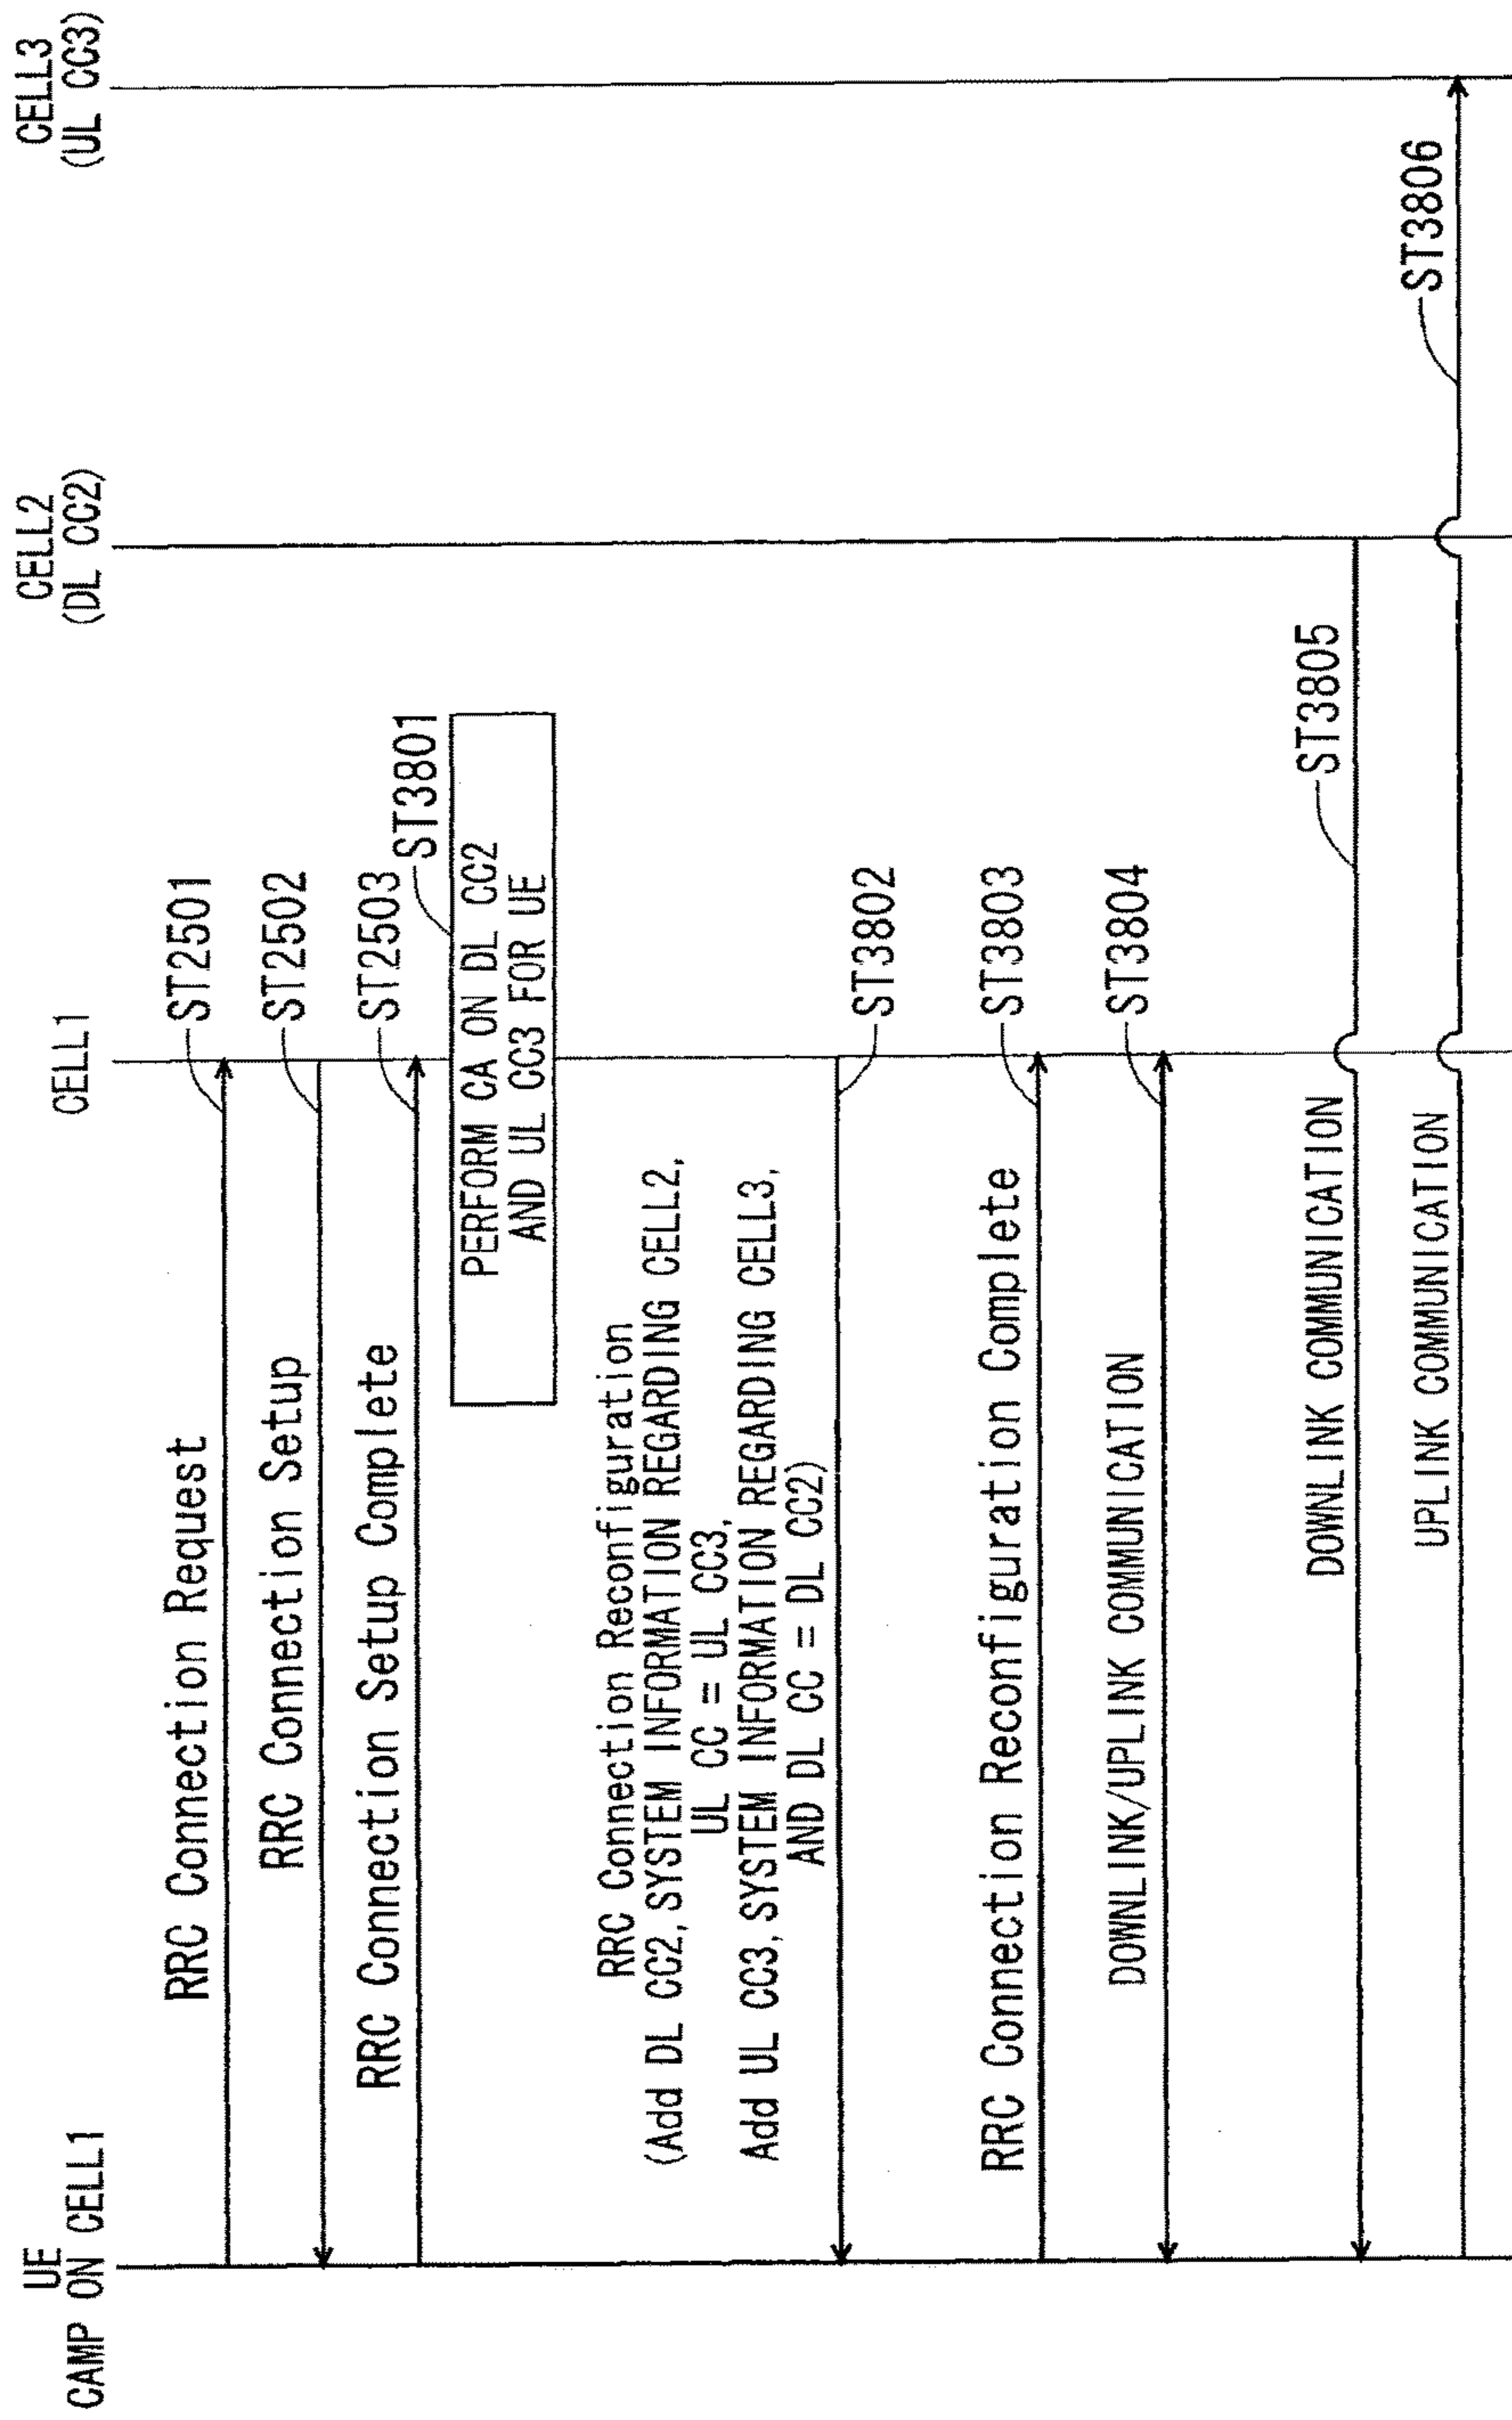 UE
CAMP ON CELL1
CELL1
CELL2
(DL CC2)
CELL3
(UL CC3)
RRC Connection Request
ST2501
RRC Connection Setup
ST2502
RRC Connection Setup Complete
ST2503
ST3801
PERFORM CA ON DL CC2
AND UL CC3 FOR UE
RRC Connection Reconfiguration
(Add DL CC2,SYSTEM INFORMATION REGARDING CELL2,
UL CC = UL CC3,
Add UL CC3,SYSTEM INFORMATION REGARDING CELL3,
AND DL CC = DL CC2)
ST3802
RRC Connection Reconfiguration Complete
ST3803
DOWNLINK/UPLINK COMMUNICATION
ST3804
DOWNLINK COMMUNICATION
ST3805
UPLINK COMMUNICATION
ST3806